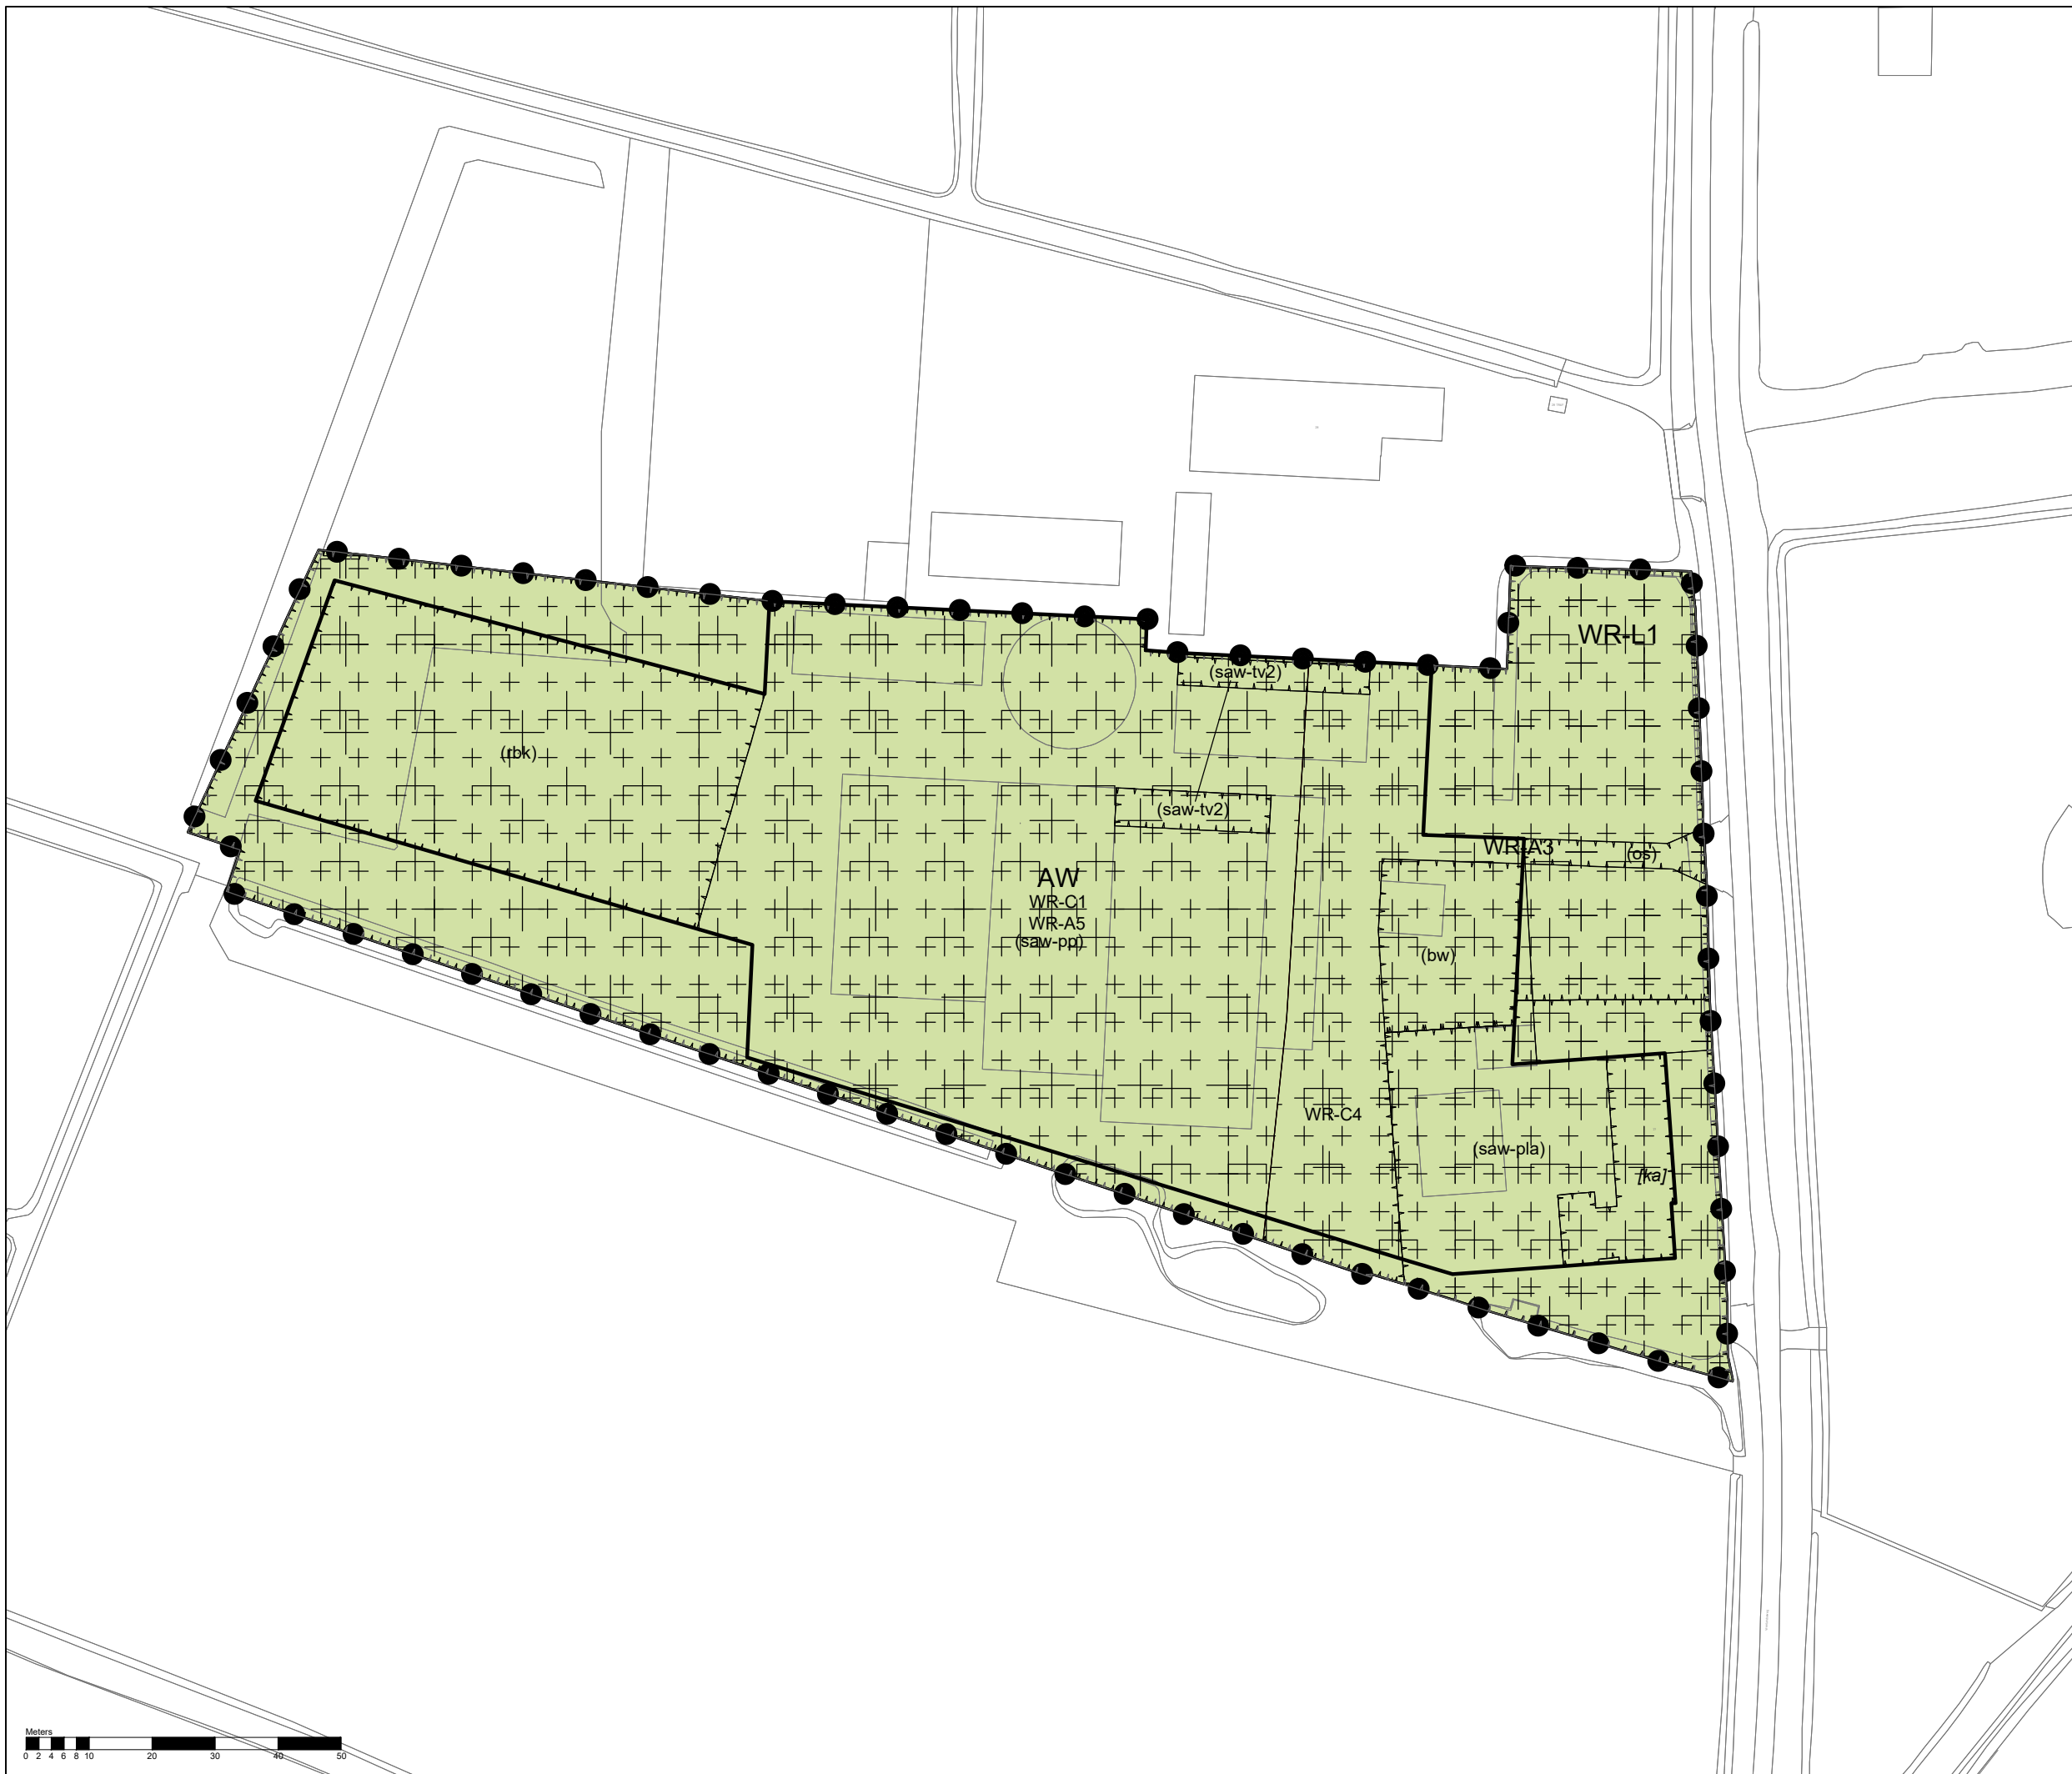 WR-L1
(saw-tv2)
(rbk)
(saw-tv2)
WR-A3
(os)
AW
WR-C1
WR-A5
(saw-pp)
(bw)
WR-C4
(saw-pla)
[ka]
Meters
0 2 4 6 8 10 20 30 40 50